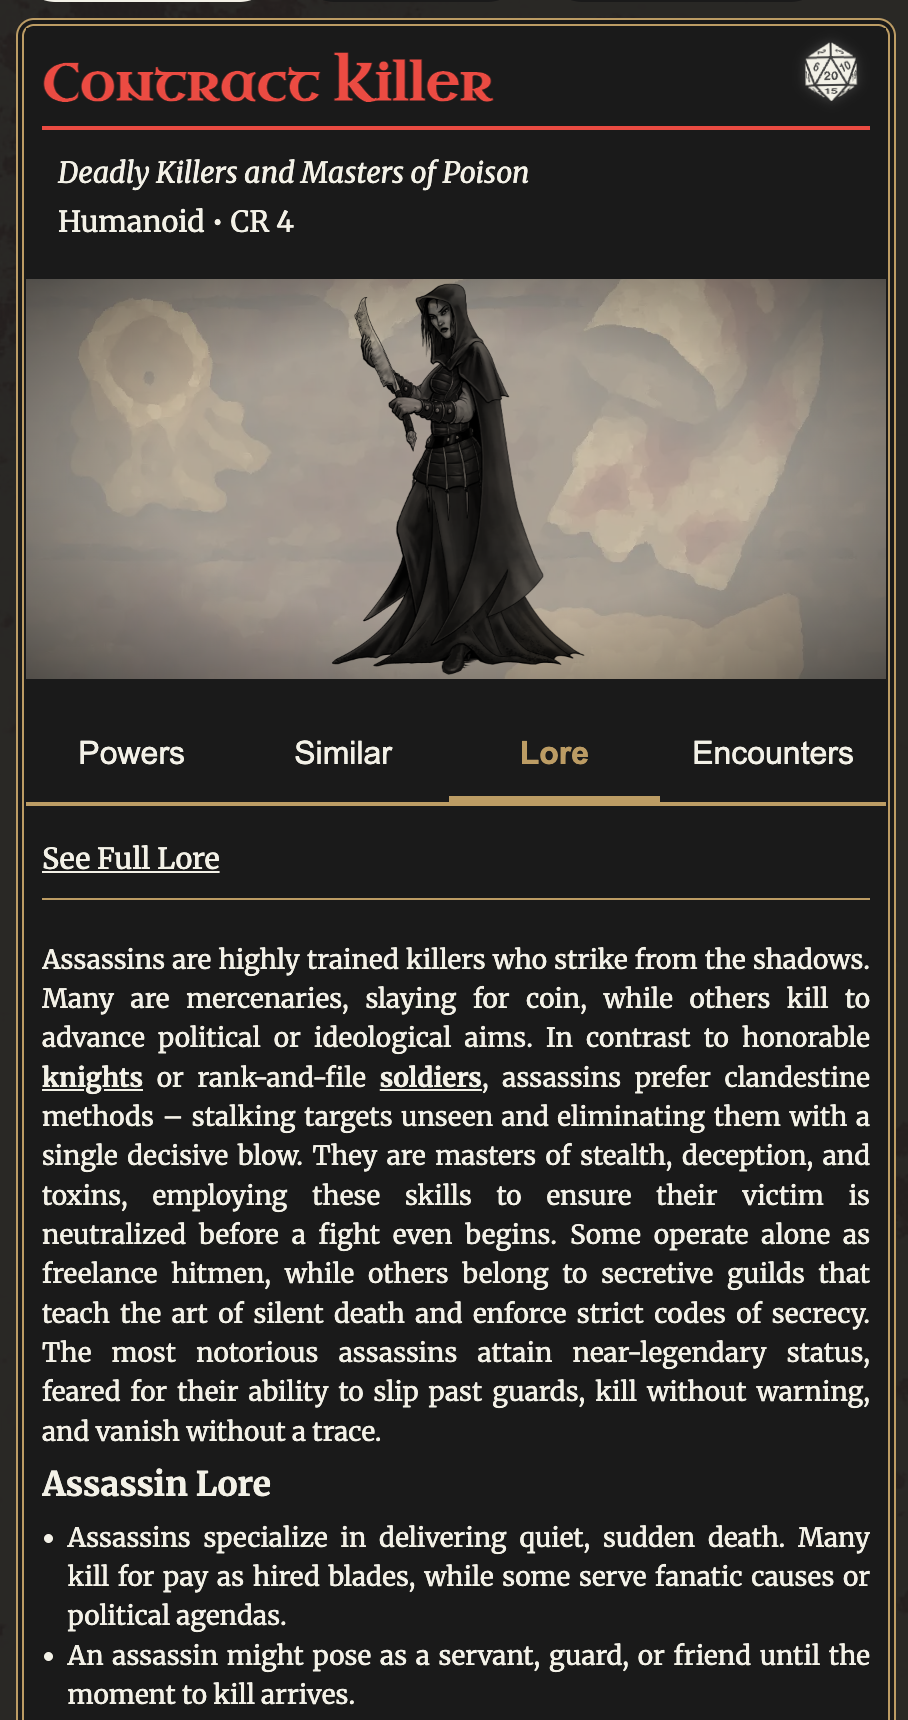 Contract Killer
6 20 10
15
Deadly Killers and Masters of Poison
Humanoid • CR 4
Powers
Similar
Lore
Encounters
See Full Lore
Assassins are highly trained killers who strike from the shadows.
Many are mercenaries, slaying for coin, while others kill to
advance political or ideological aims. In contrast to honorable
knights or rank-and-file soldiers, assassins prefer clandestine
methods – stalking targets unseen and eliminating them with a
single decisive blow. They are masters of stealth, deception, and
toxins, employing these skills to ensure their victim is
neutralized before a fight even begins. Some operate alone as
freelance hitmen, while others belong to secretive guilds that
teach the art of silent death and enforce strict codes of secrecy.
The most notorious assassins attain near-legendary status,
feared for their ability to slip past guards, kill without warning,
and vanish without a trace.
Assassin Lore
• Assassins specialize in delivering quiet, sudden death. Many
kill for pay as hired blades, while some serve fanatic causes or
political agendas.
• An assassin might pose as a servant, guard, or friend until the
moment to kill arrives.